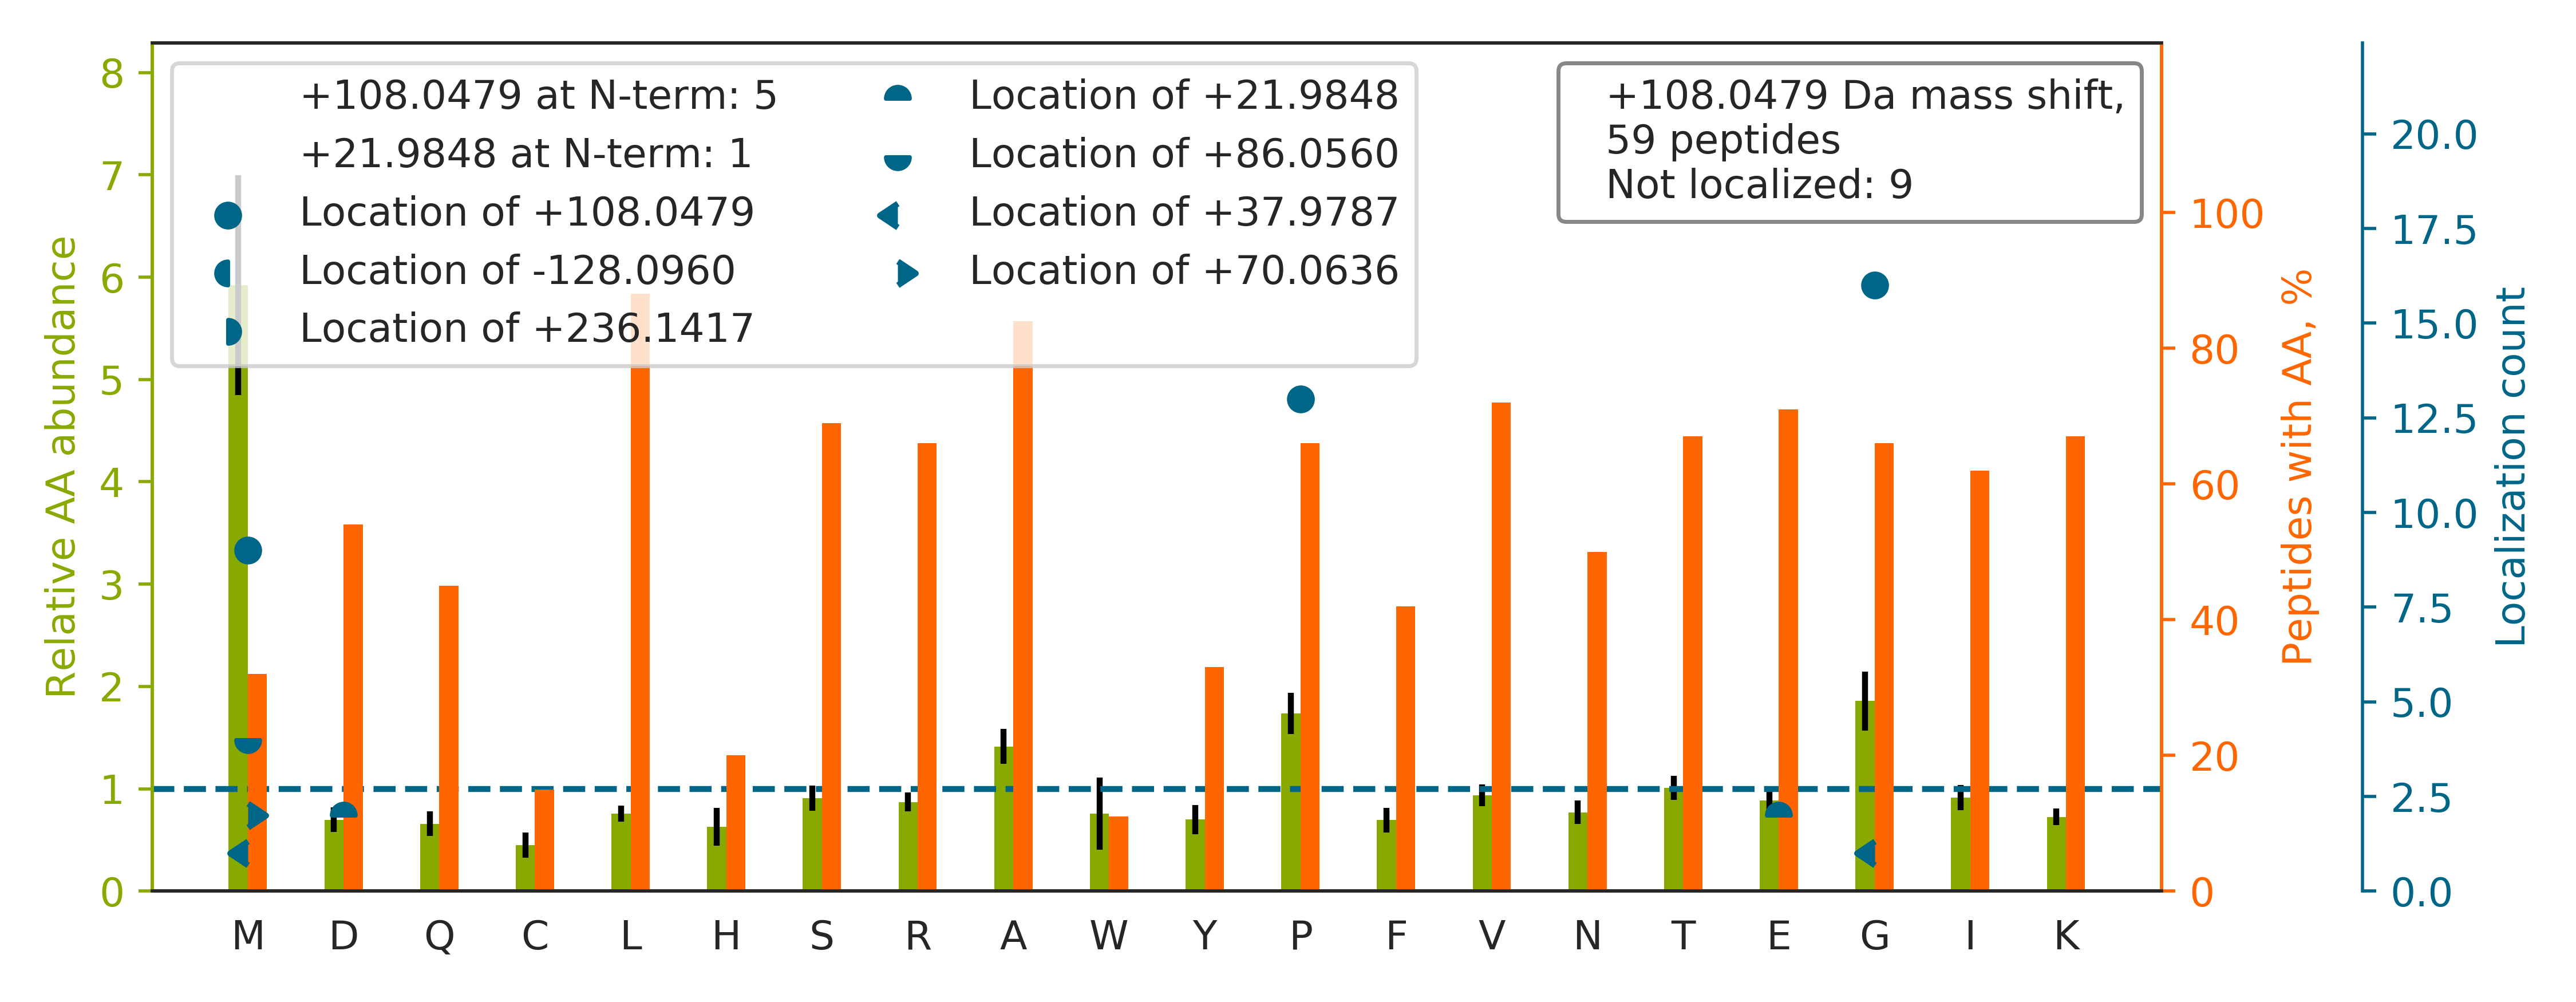 Relative AA abundance
8
7
6
5
4
3
2
1
0
+108.0479 at N-term: 5
+21.9848 at N-term: 1
Location of +108.0479
Location of -128.0960
Location of +236.1417
Location of +21.9848
Location of +86.0560
Location of +37.9787
Location of +70.0636
+108.0479 Da mass shift,
59 peptides
Not localized: 9
100
80
60
40
20
0
Peptides with AA, %
20.0
17.5
15.0
12.5
10.0
7.5
5.0
2.5
0.0
Localization count
M D Q C L H S R A W Y P F V N T E G I K